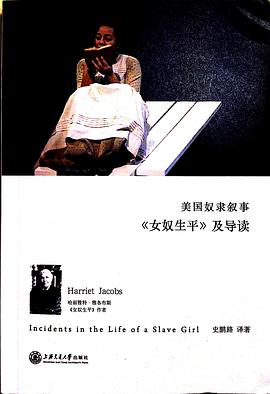 美国奴隶叙事
《女奴生平》及导读
Harriet Jacobs
哈丽雅特·雅各布斯
《女奴生平》作者
Incidents in the Life of a Slave Girl
史鹏路 译著
上海交通大学出版社